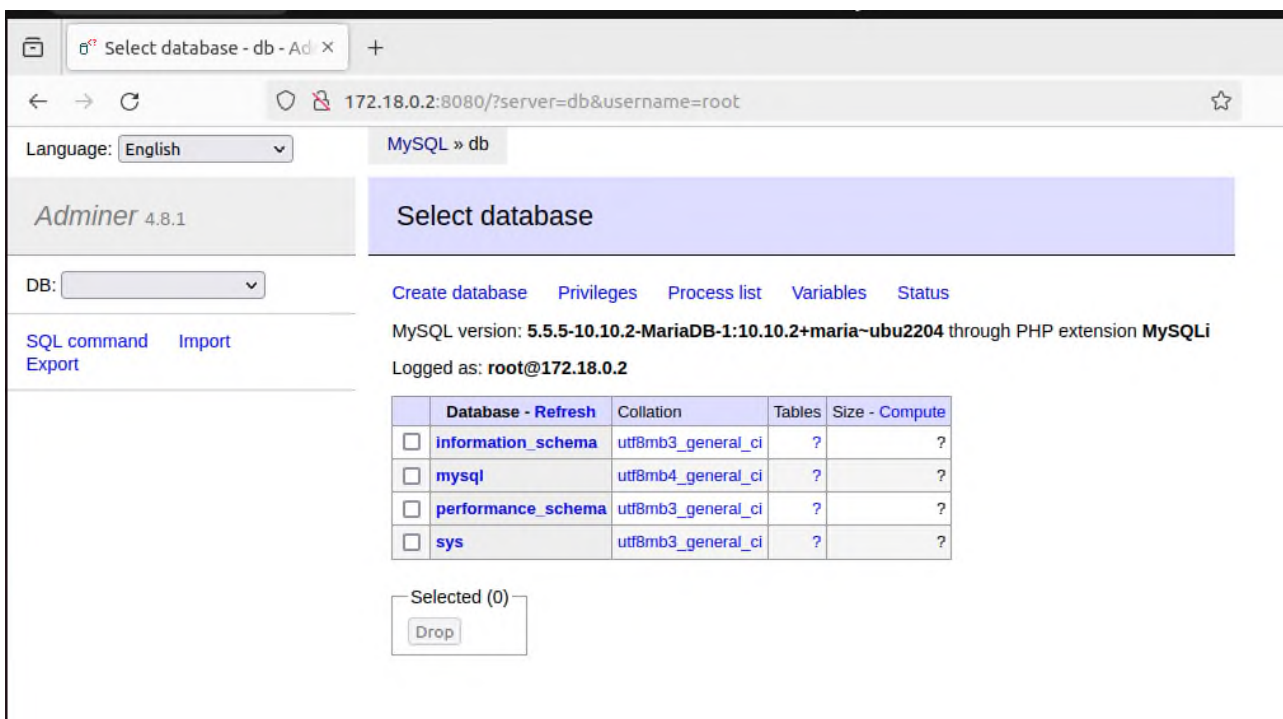 Select database - db - Ad
172.18.0.2:8080/?server=db&username=root
Language: English
MySQL » db
Adminer 4.8.1
Select database
DB:
Create database Privileges Process list Variables Status
SQL command Import
Export
MySQL version: 5.5.5-10.10.2-MariaDB-1:10.10.2+maria~ubu2204 through PHP extension MySQLi
Logged as: root@172.18.0.2
Database - Refresh Collation Tables Size - Compute
information_schema utf8mb3_general_ci ? ?
mysql utf8mb4_general_ci ? ?
performance_schema utf8mb3_general_ci ? ?
sys utf8mb3_general_ci ? ?
Selected (0)
Drop